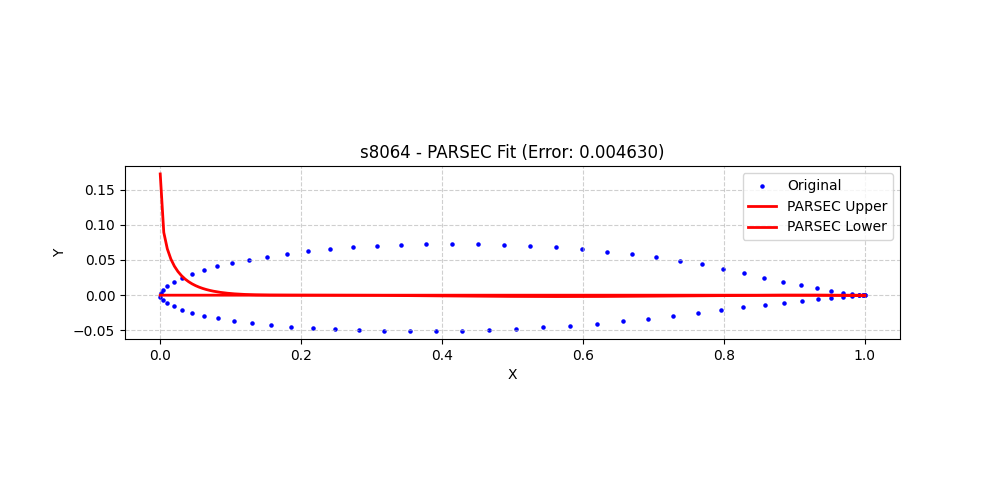 s8064 - PARSEC Fit (Error: 0.004630)
Original
PARSEC Upper
PARSEC Lower
Y
0.15
0.10
0.05
0.00
−0.05
0.0 0.2 0.4 0.6 0.8 1.0
X